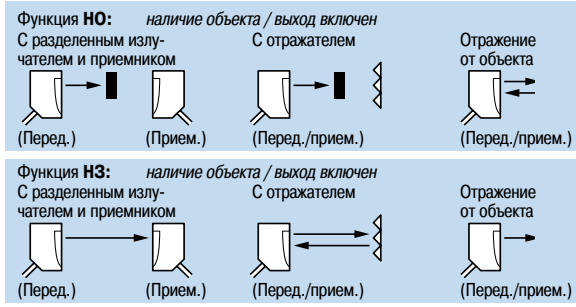 Функция НО: наличие объекта / выход включен
С разделенным излу-
чателем и приемником
С отражателем
Отражение
от объекта
(Перед.) (Прием.) (Перед./прием.) (Перед./прием.)
Функция НЗ: наличие объекта / выход включен
С разделенным излу-
чателем и приемником
С отражателем
Отражение
от объекта
(Перед.) (Прием.) (Перед./прием.) (Перед./прием.)